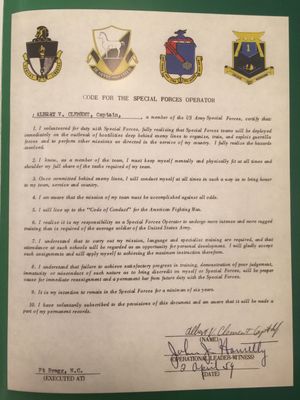 CODE FOR THE SPECIAL FORCES OPERATOR
I, ALBERT V. CLEMENT, Captain, a member of the US Army Special Forces, certify that:
1. I volunteered for duty with Special Forces, fully realizing that Special Forces teams will be deployed
immediately on the outbreak of hostilities deep behind enemy lines to organize, train, and exploit guerrilla
forces and to perform other missions as directed in the service of my country. I fully realize the hazards
involved.
2. I know, as a member of the team, I must keep myself mentally and physically fit at all times and
shoulder my full share of the tasks required of my team.
3. Once committed behind enemy lines, I will conduct myself at all times in such a way as to bring honor
to my team, service and country.
4. I am aware that the mission of my team must be accomplished against all odds.
5. I will live up to the "Code of Conduct" for the American Fighting Man.
6. I realize it is my responsibility as a Special Forces Operator to undergo more intense and more rugged
training than is required of the average soldier of the United States Army.
7. I understand that to carry out my mission, language and specialist training are required, and that
attendance at such schools will be regarded as an opportunity for personal development. I will gladly accept
such assignments and will apply myself to achieving the maximum instruction therefrom.
8. I understand that failure to achieve satisfactory progress in training, demonstration of poor judgement,
immaturity or misconduct of such nature as to bring discredit on myself or Special Forces, will be proper
cause for immediate reassignment and a permanent bar from future duty with the Special Forces.
9. It is my intention to remain in the Special Forces for a minimum of six years.
10. I have voluntarily subscribed to the provisions of this document and am aware that it will be made
a part of my permanent records.
Albert V. Clement Capt Inf
(NAME)
(OPERATIONAL LEADER-WITNESS)
Ft Bragg, N.C.
2 April 59
(EXECUTED AT)
(DATE)